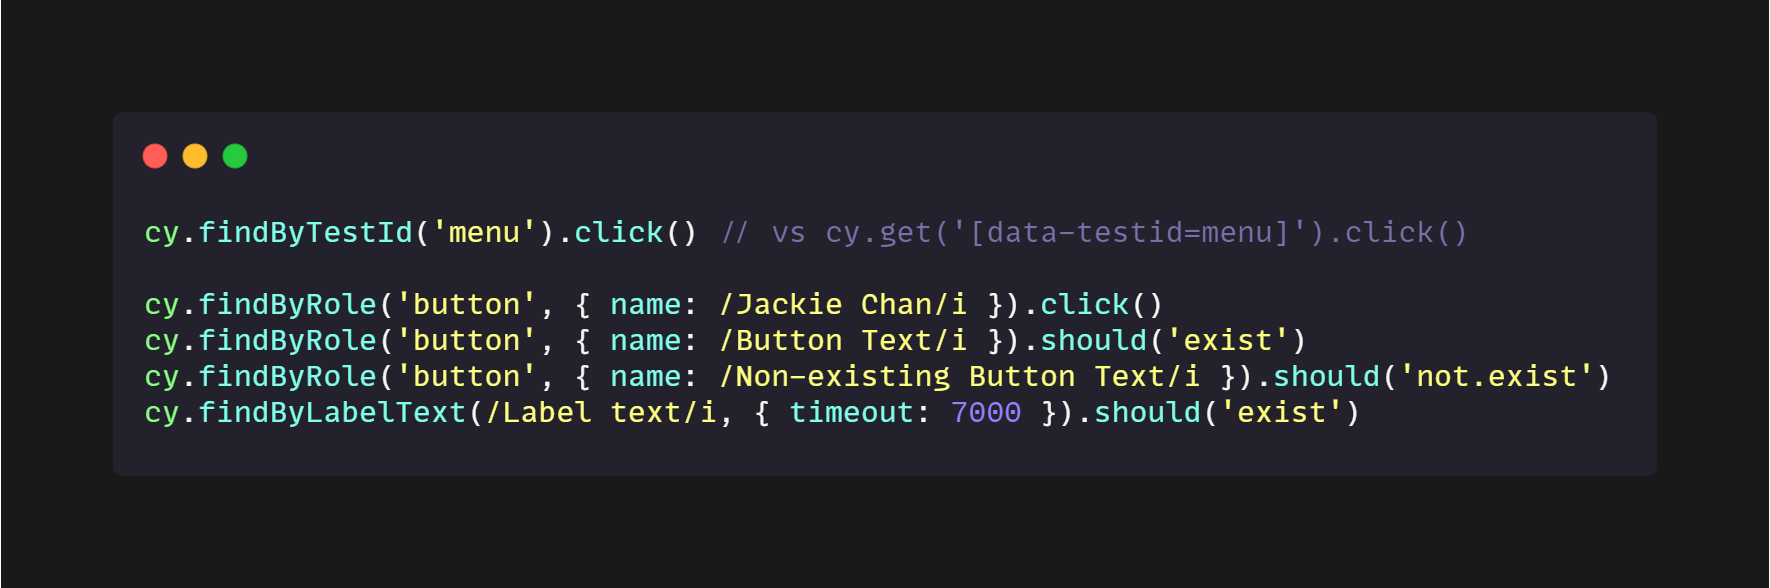 cy.findByTestId('menu').click() // vs cy.get('[data-testid=menu]').click()
cy.findByRole('button', { name: /Jackie Chan/i }).click()
cy.findByRole('button', { name: /Button Text/i }).should('exist')
cy.findByRole('button', { name: /Non-existing Button Text/i }).should('not.exist')
cy.findByLabelText(/Label text/i, { timeout: 7000 }).should('exist')